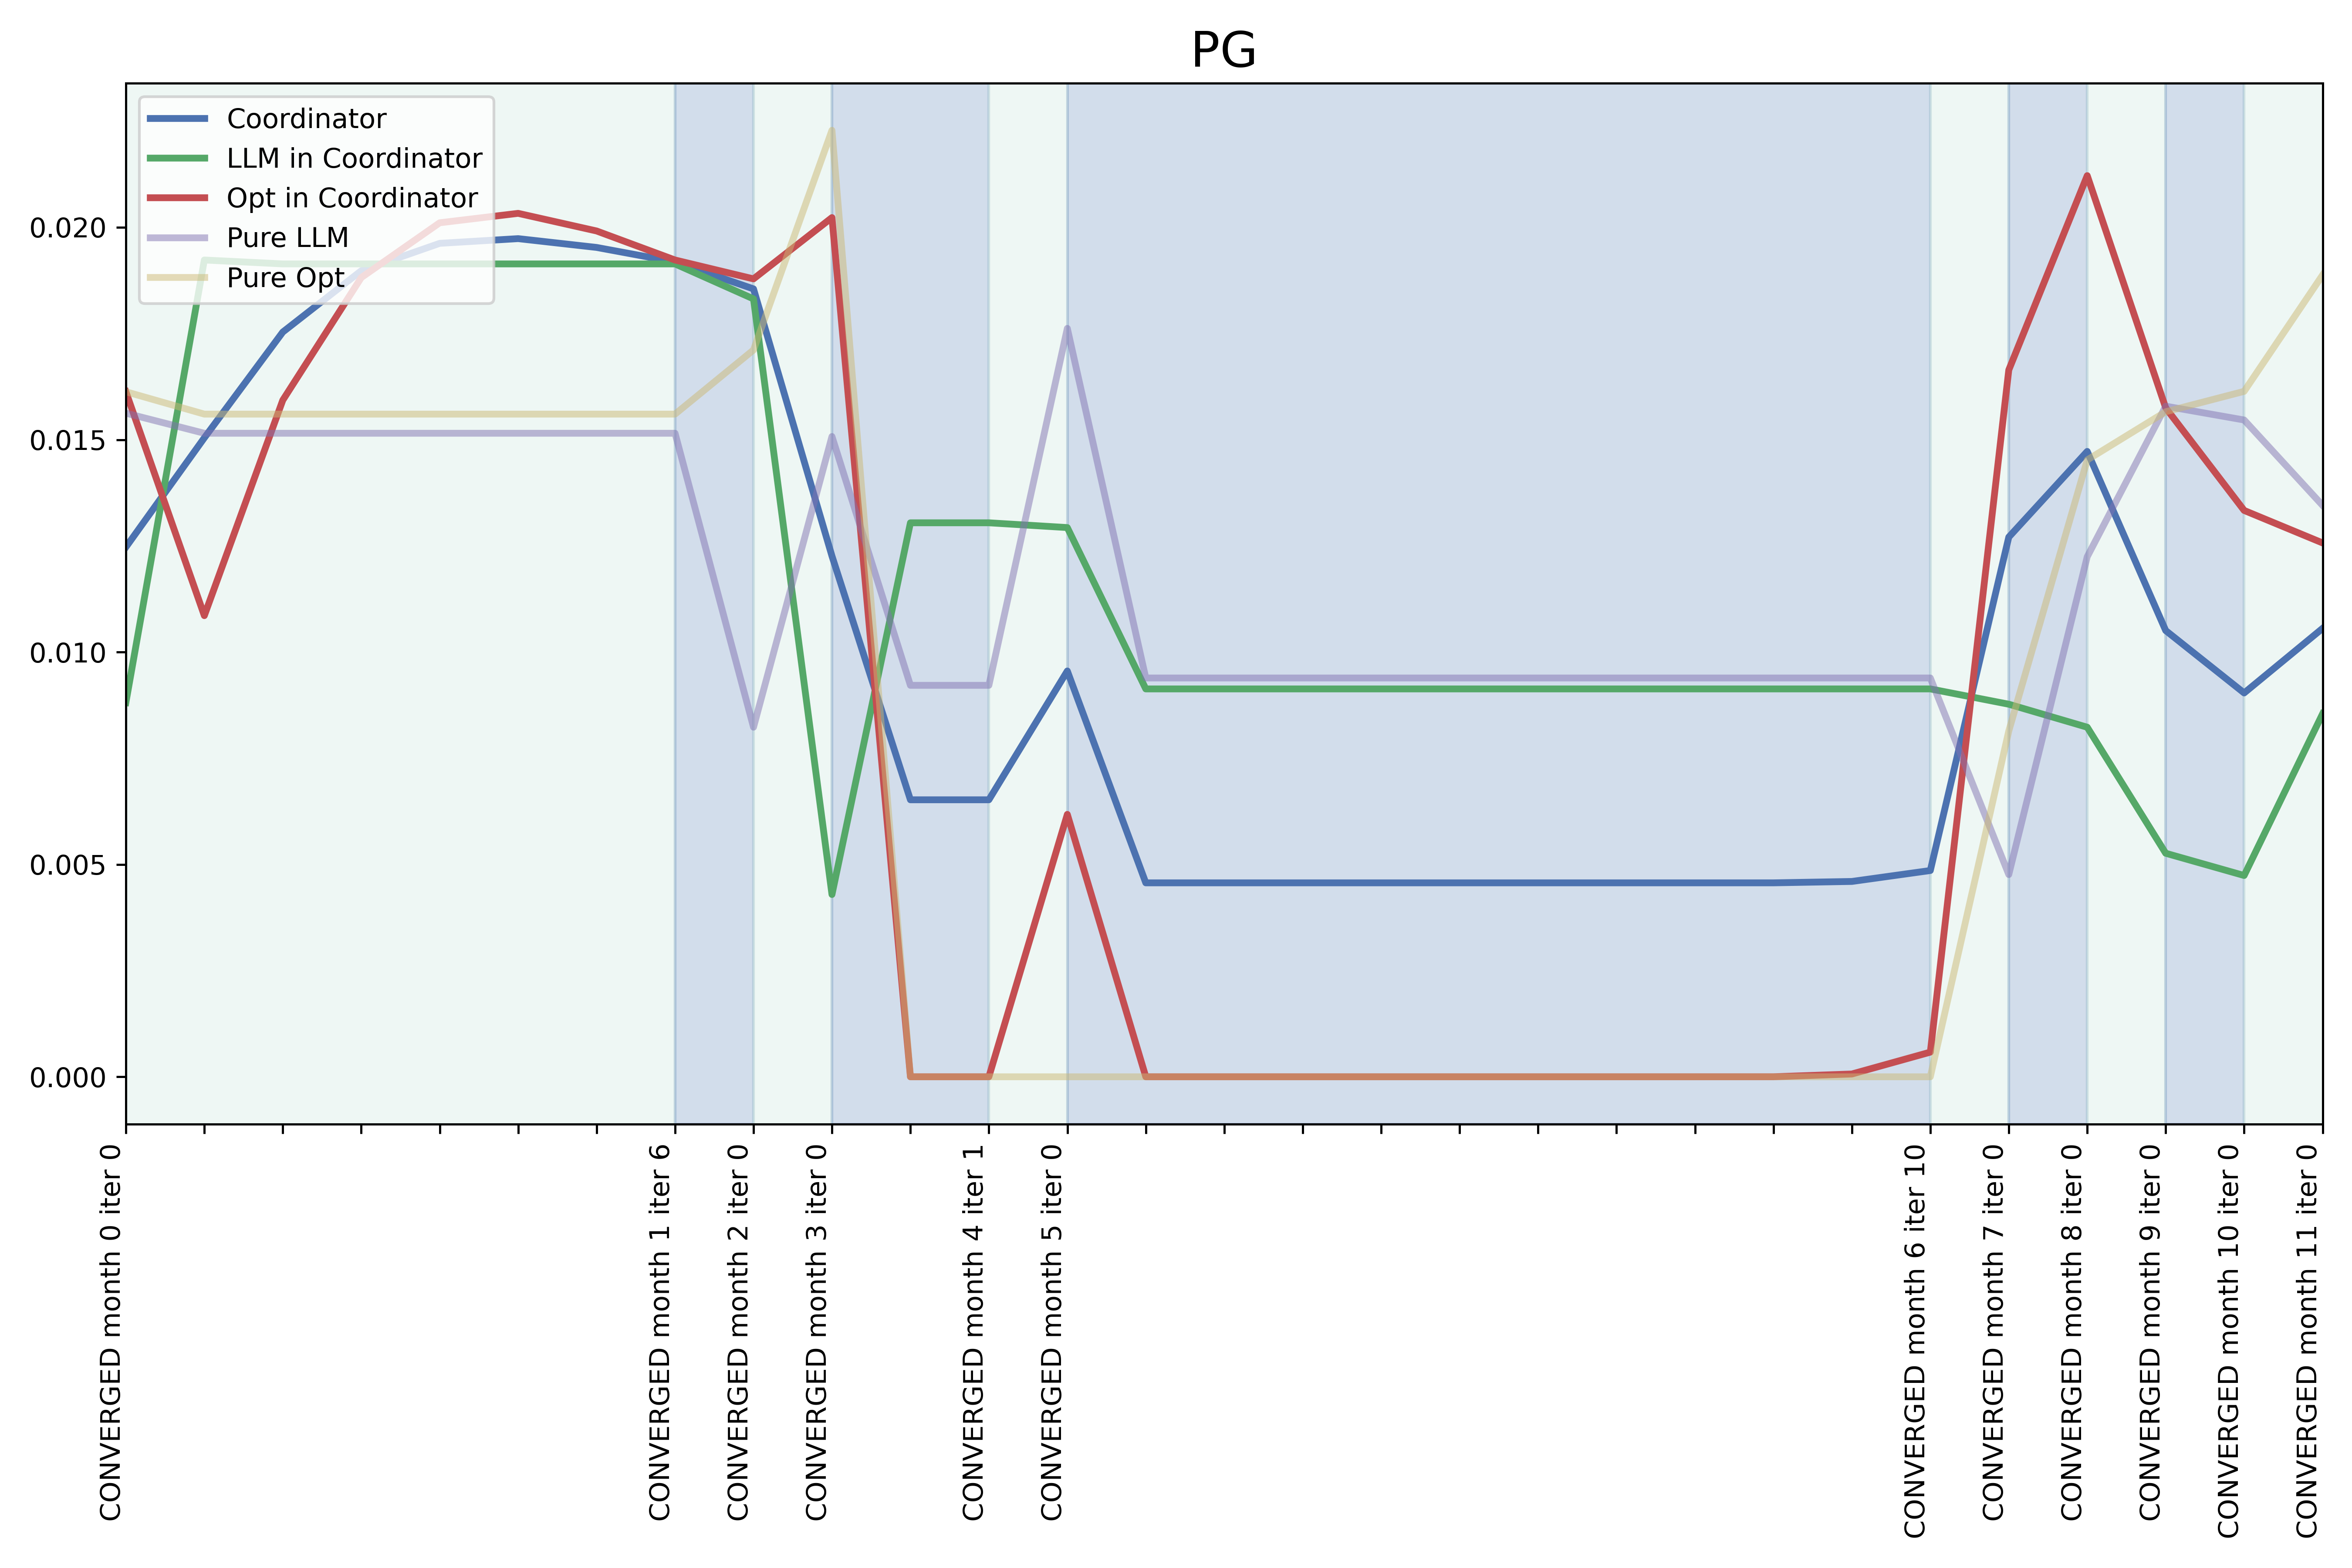 PG
Coordinator
LLM in Coordinator
Opt in Coordinator
Pure LLM
Pure Opt
0.020
0.015
0.010
0.005
0.000
CONVERGED month 0 iter 0
CONVERGED month 1 iter 6
CONVERGED month 2 iter 0
CONVERGED month 3 iter 0
CONVERGED month 4 iter 1
CONVERGED month 5 iter 0
CONVERGED month 6 iter 10
CONVERGED month 7 iter 0
CONVERGED month 8 iter 0
CONVERGED month 9 iter 0
CONVERGED month 10 iter 0
CONVERGED month 11 iter 0